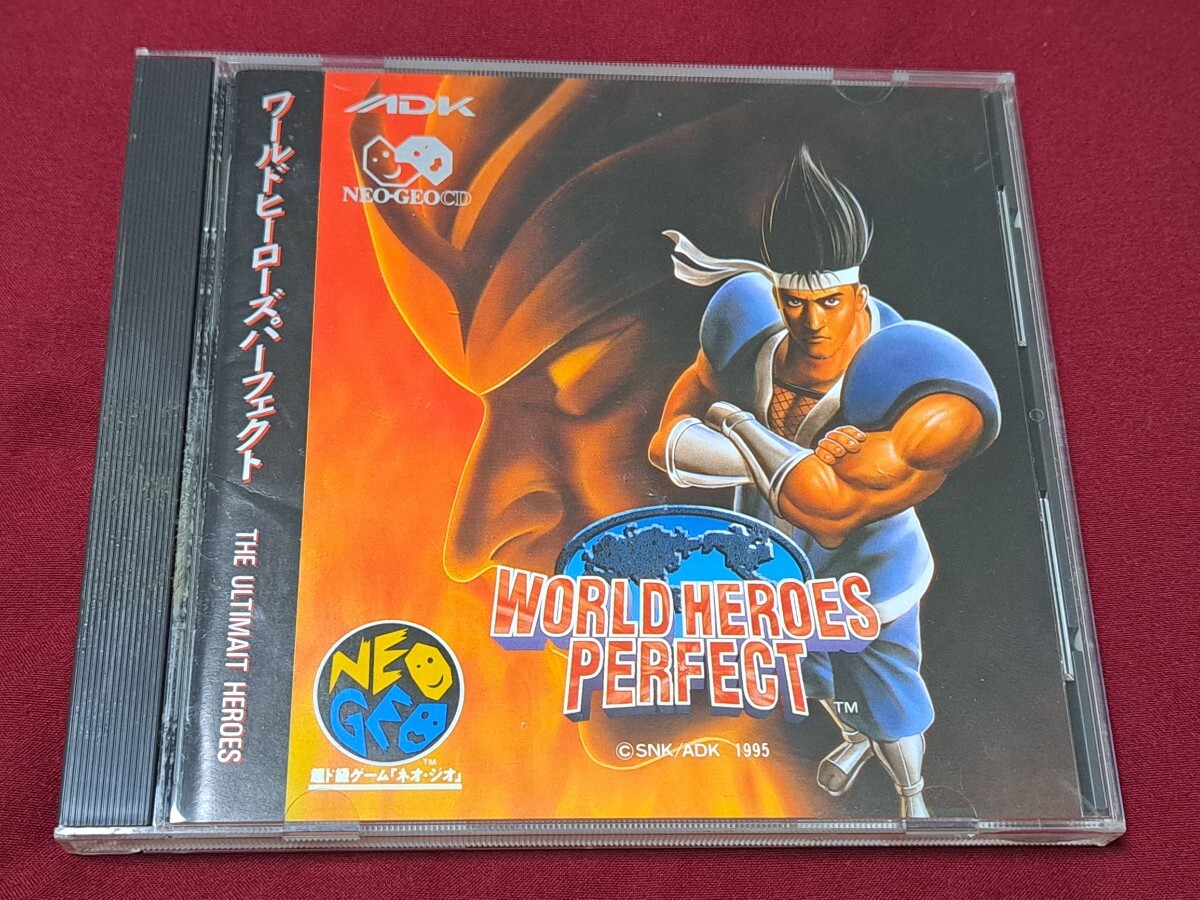 ワールドヒーローズパーフェクト
THE ULTIMAIT HEROES
ADK
NEO•GEOCD
WORLD HEROES
PERFECT
TM
©SNK/ADK 1995
NEO
GEO
TM
超ド級ゲーム「ネオ・ジオ」